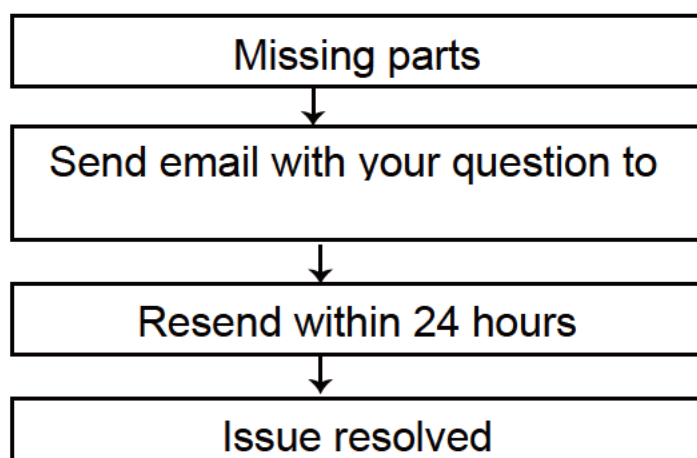 Missing parts
Send email with your question to
Resend within 24 hours
Issue resolved